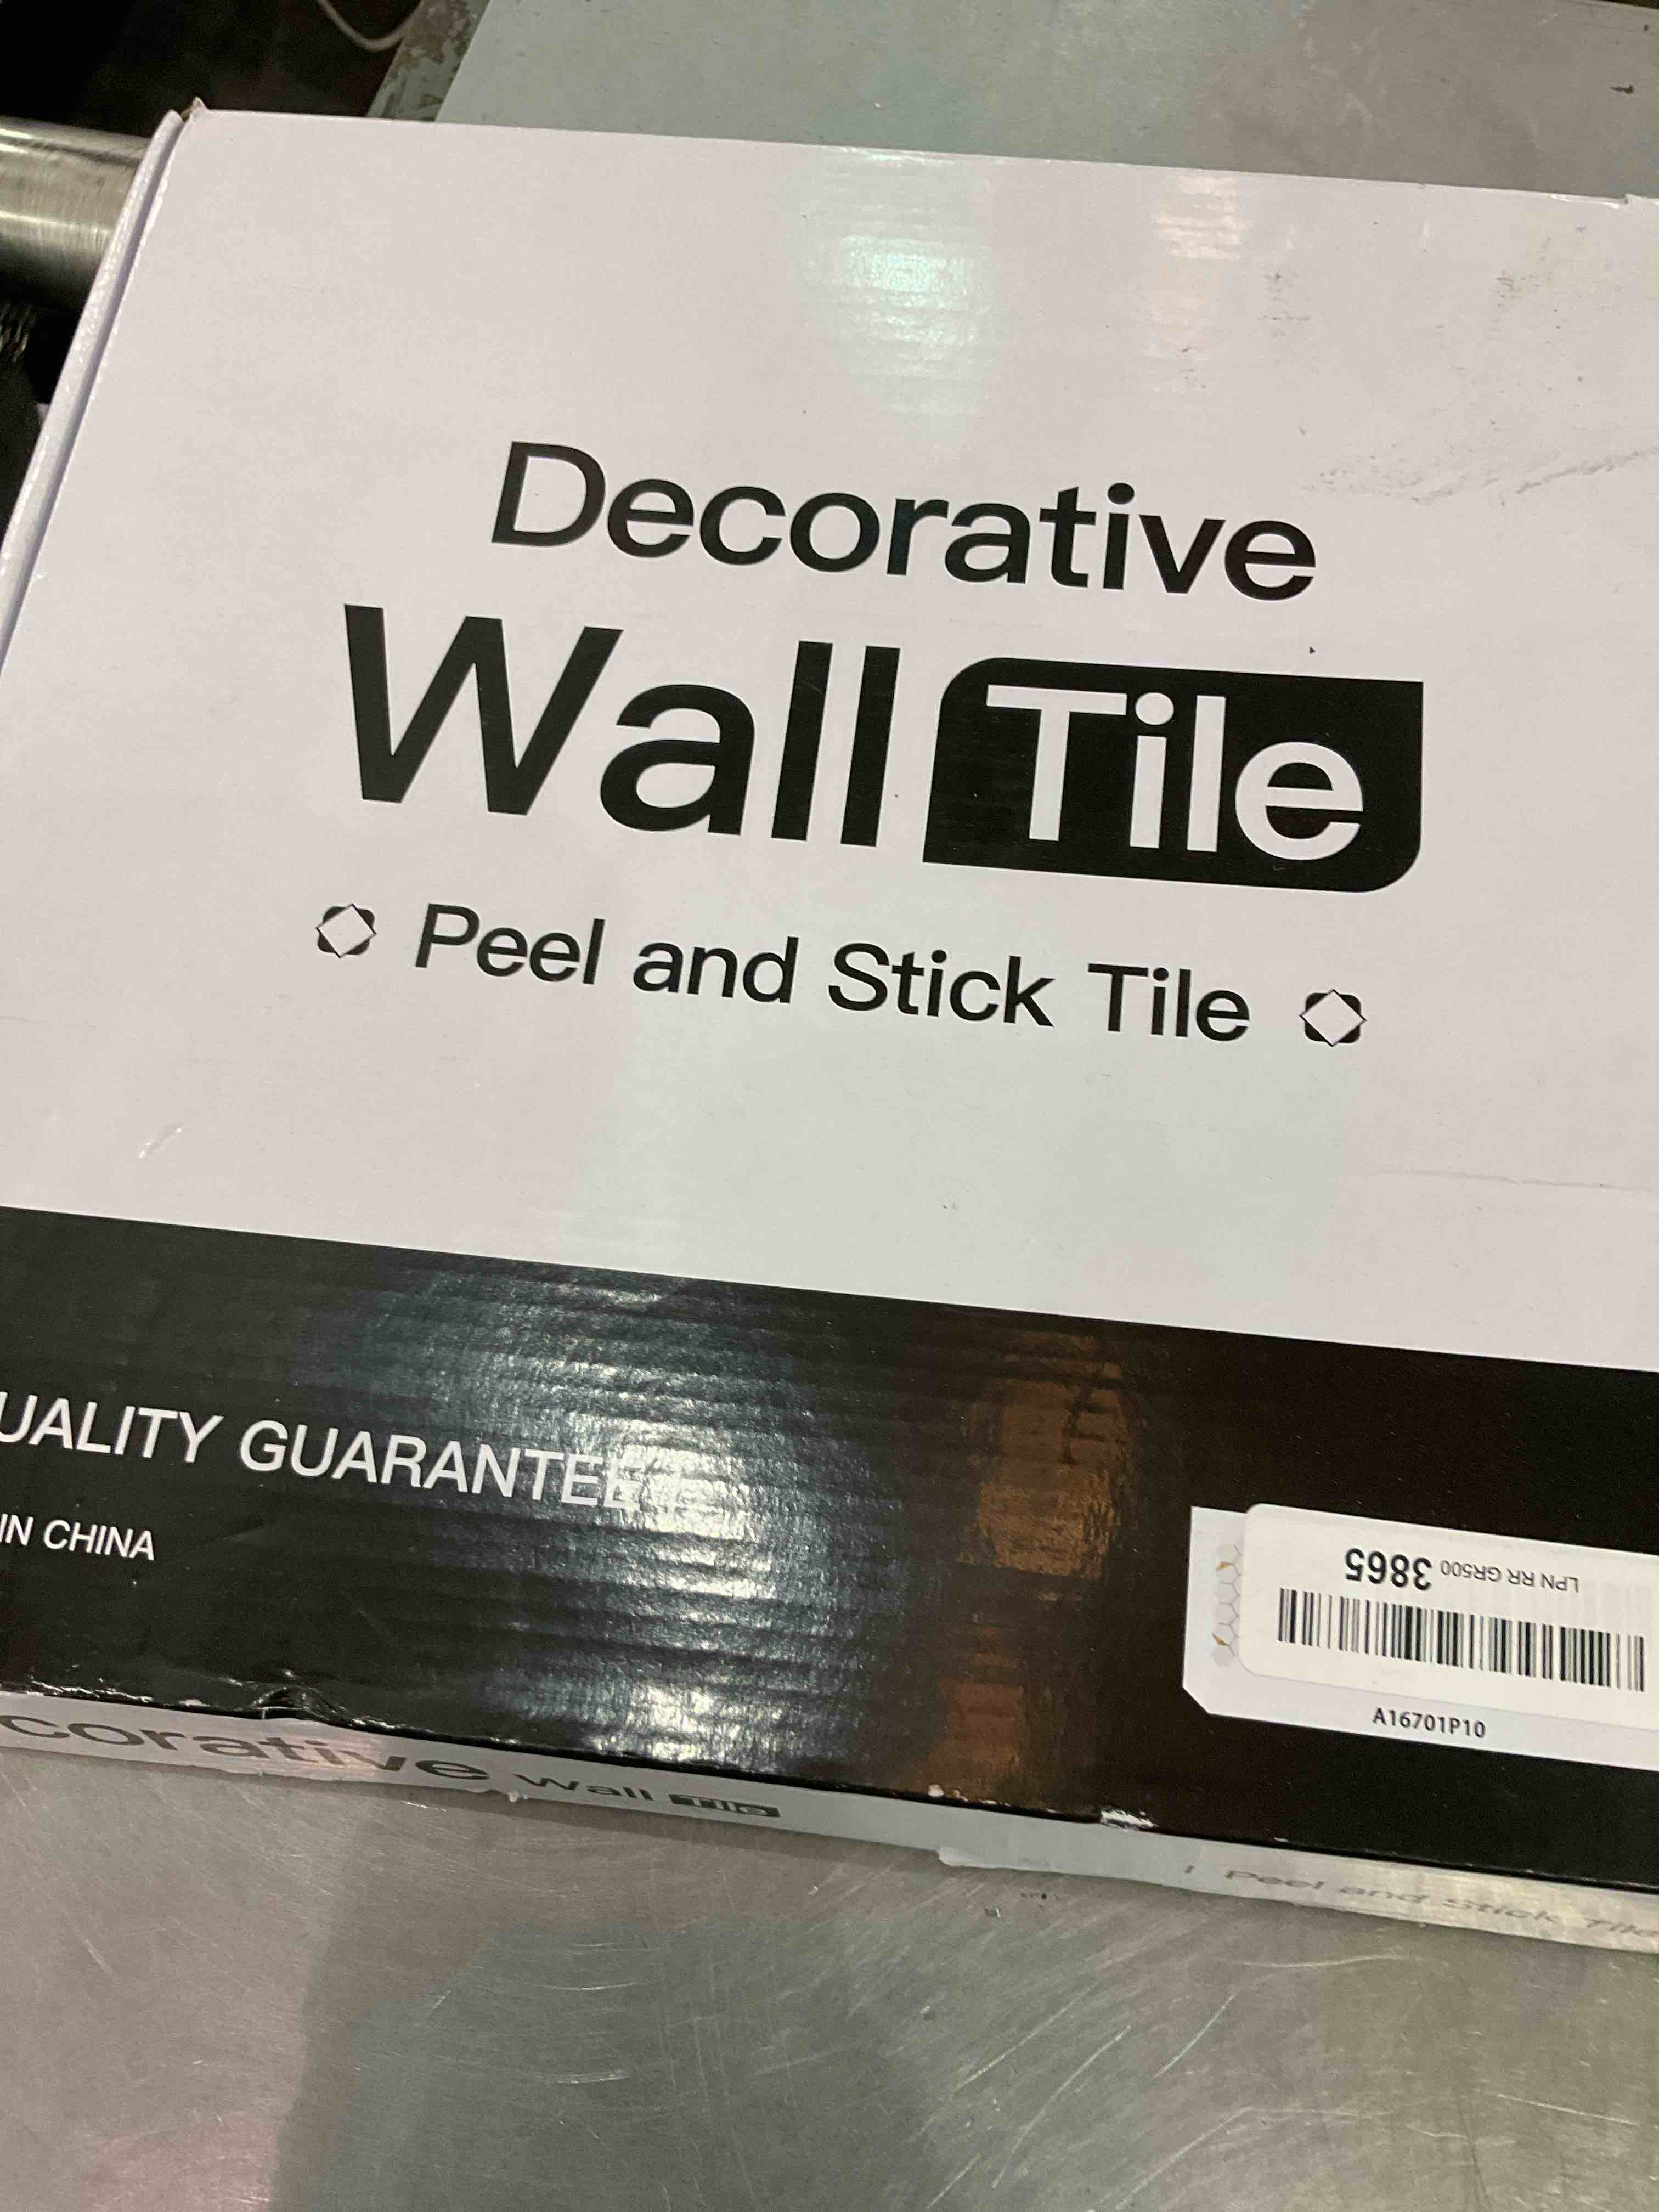 Decorative
Wall Tile
Peel and Stick Tile
UALITY GUARANTEE
IN CHINA
LPN RR GR500 3865
A16701P10
corative Wall Tile
| Peel and Stick Tile